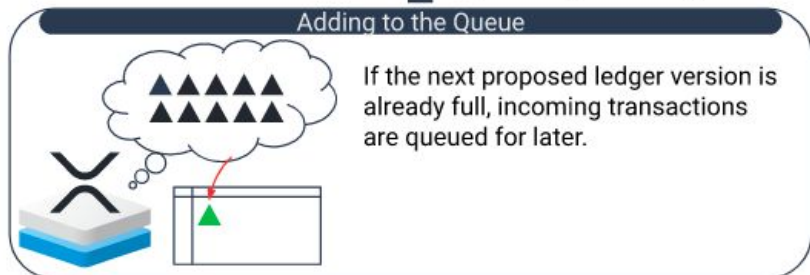 Adding to the Queue
If the next proposed ledger version is
already full, incoming transactions
are queued for later.